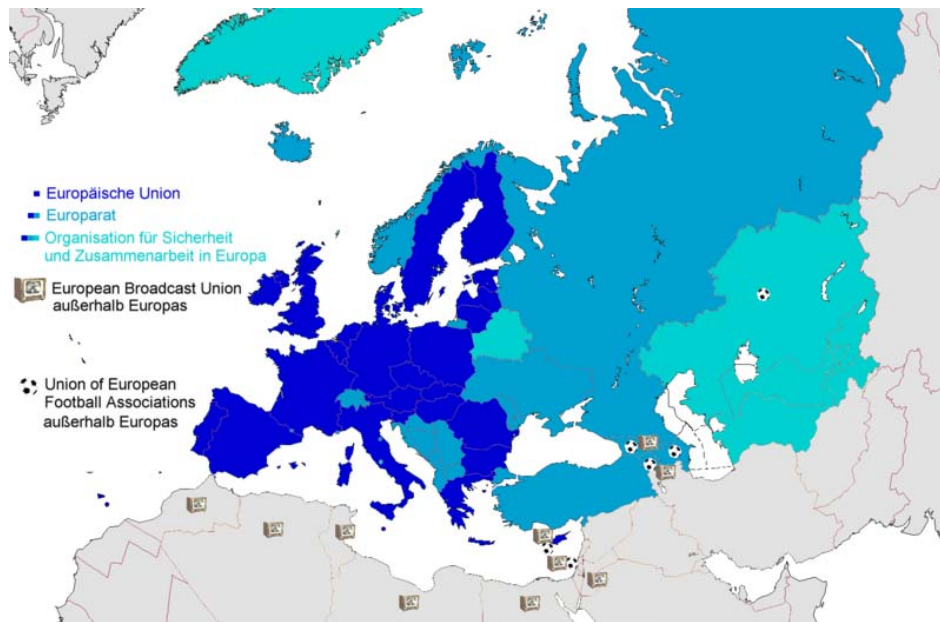 Europäische Union
Europarat
Organisation für Sicherheit
und Zusammenarbeit in Europa
European Broadcast Union
außerhalb Europas
Union of European
Football Associations
außerhalb Europas